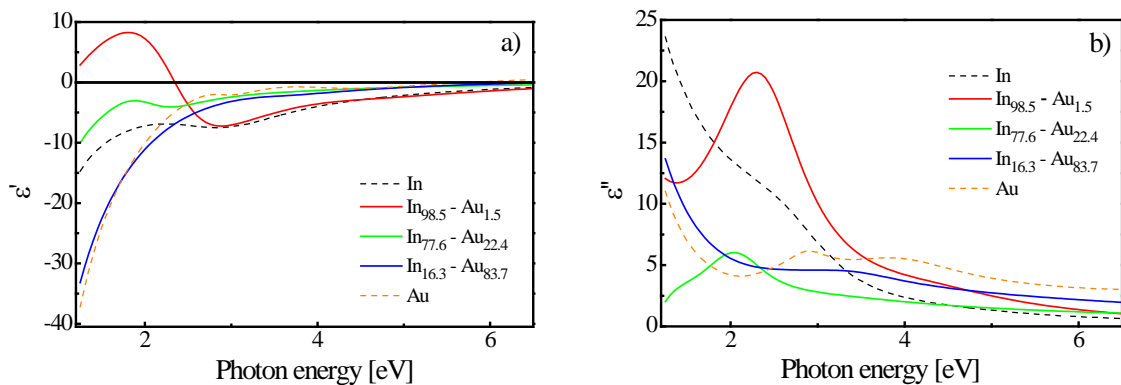 a)
10
0
-10
-20
-30
-40
ε'
In
In98.5 - Au1.5
In77.6 - Au22.4
In16.3 - Au83.7
Au
2
4
6
Photon energy [eV]
b)
25
20
15
10
5
0
ε"
In
In98.5 - Au1.5
In77.6 - Au22.4
In16.3 - Au83.7
Au
2
4
6
Photon energy [eV]